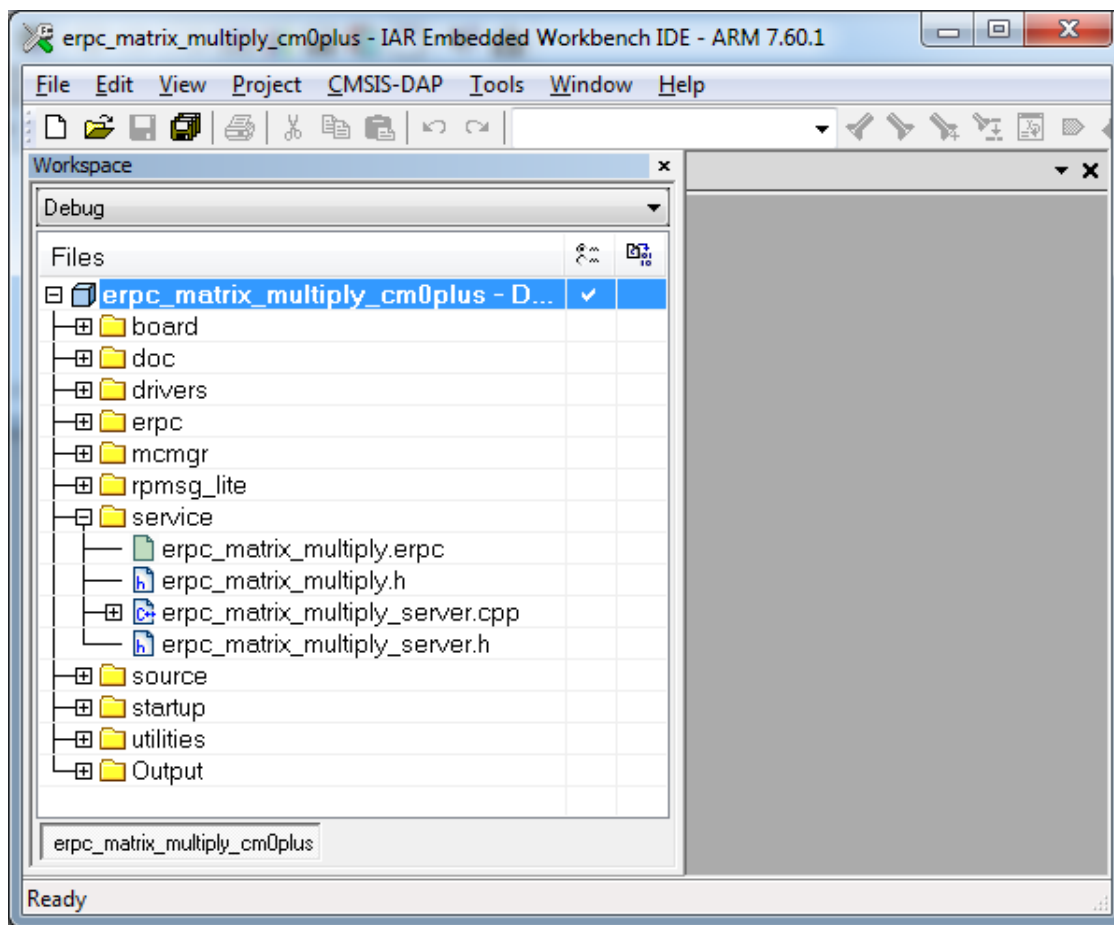 erpc_matrix_multiply_cm0plus - IAR Embedded Workbench IDE - ARM 7.60.1
File Edit View Project CMSIS-DAP Tools Window Help
Workspace
Debug
Files
erpc_matrix_multiply_cm0plus - D...
board
doc
drivers
erpc
mcmgr
rpmsg_lite
service
erpc_matrix_multiply.erpc
erpc_matrix_multiply.h
erpc_matrix_multiply_server.cpp
erpc_matrix_multiply_server.h
source
startup
utilities
Output
erpc_matrix_multiply_cm0plus
Ready